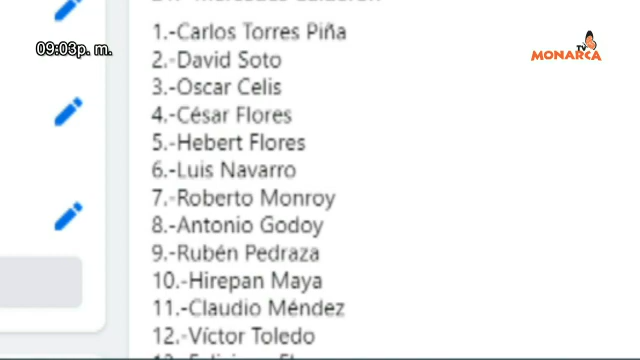 09:03p. m.
TV
MONARCA
1.-Carlos Torres Piña
2.-David Soto
3.-Oscar Celis
4.-César Flores
5.-Hebert Flores
6.-Luis Navarro
7.-Roberto Monroy
8.-Antonio Godoy
9.-Rubén Pedraza
10.-Hirepan Maya
11.-Claudio Méndez
12.-Víctor Toledo